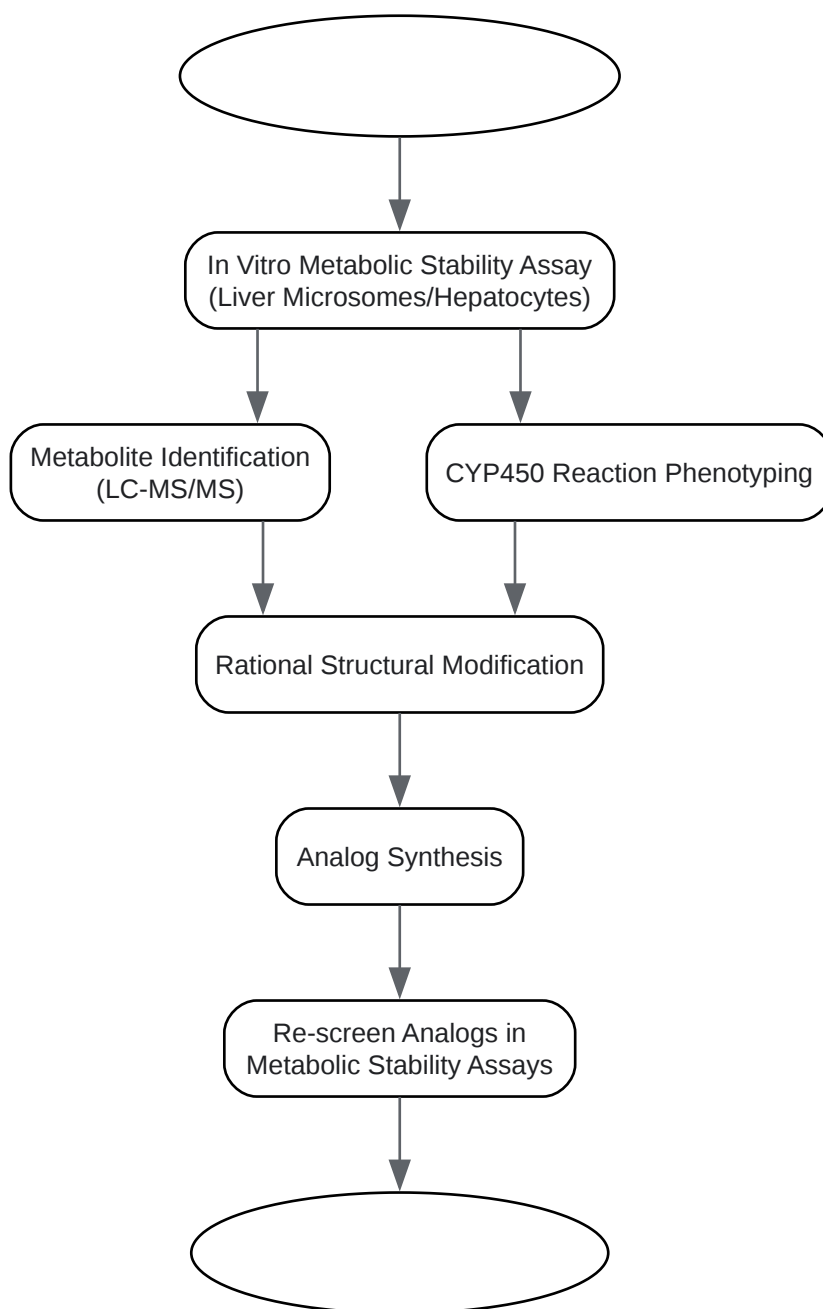 In Vitro Metabolic Stability Assay
(Liver Microsomes/Hepatocytes)
Metabolite Identification
(LC-MS/MS)
CYP450 Reaction Phenotyping
Rational Structural Modification
Analog Synthesis
Re-screen Analogs in
Metabolic Stability Assays